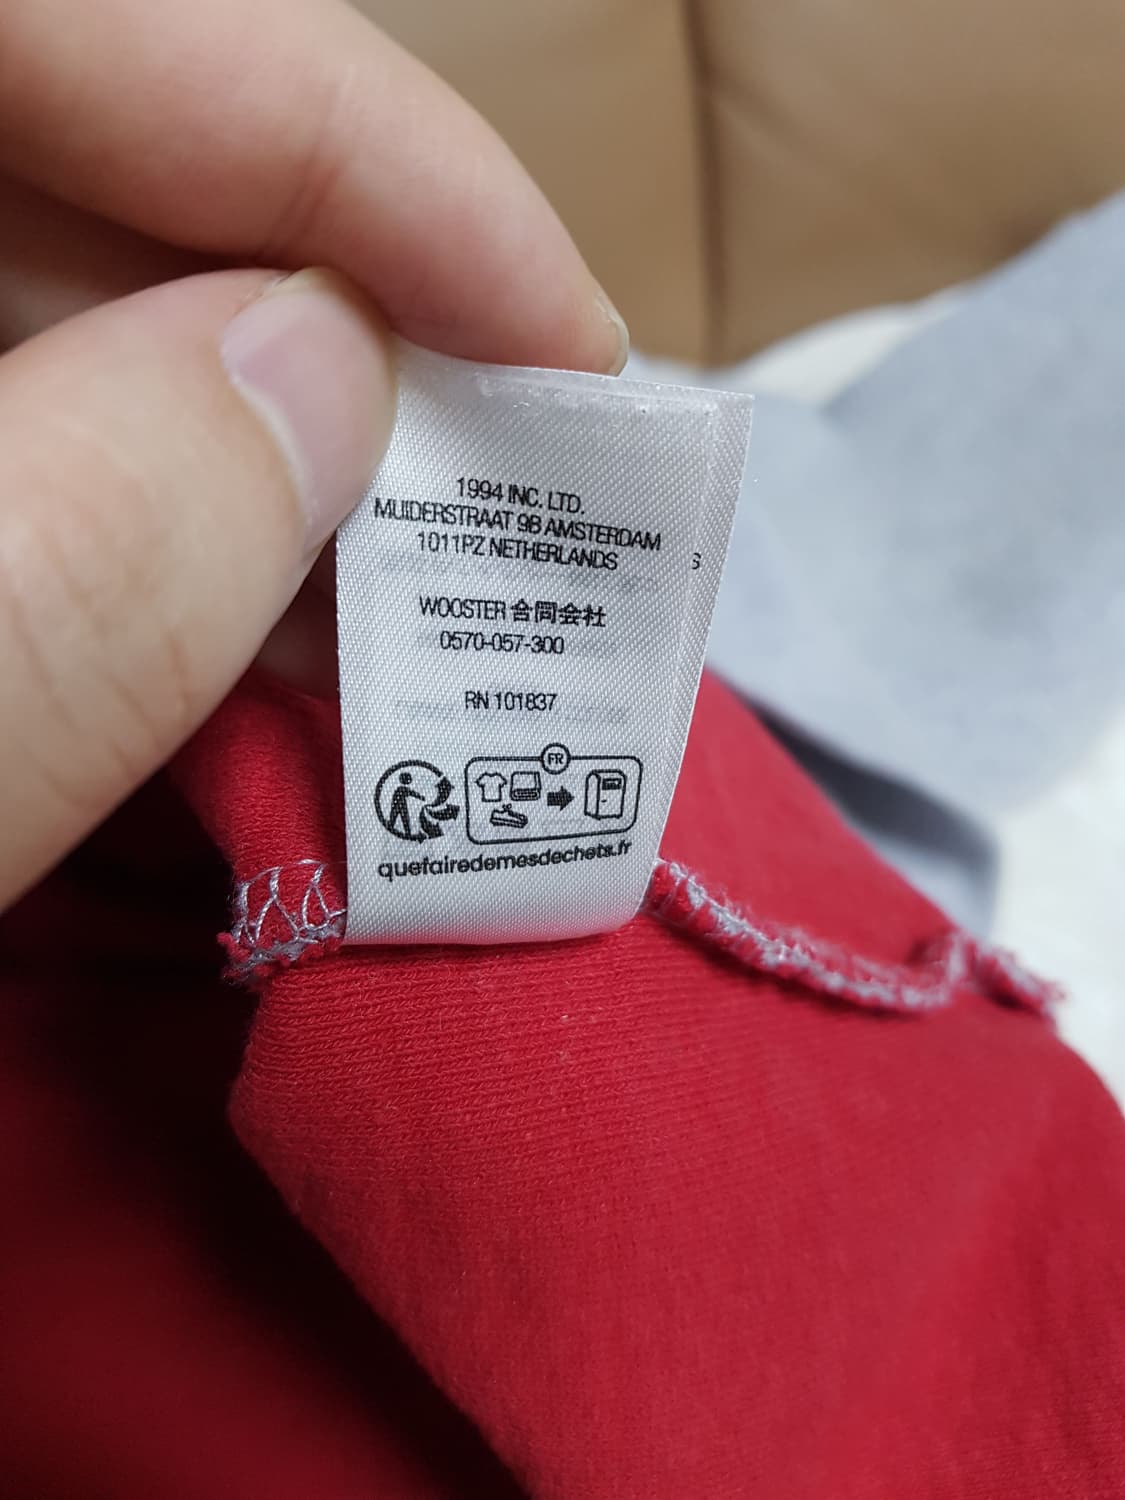 1994 INC. LTD.
MUIDERSTRAAT 9B AMSTERDAM
1011PZ NETHERLANDS
S
WOOSTER 合同会社
0570-057-300
RN 101837
FR
quefairedemesdechets.fr